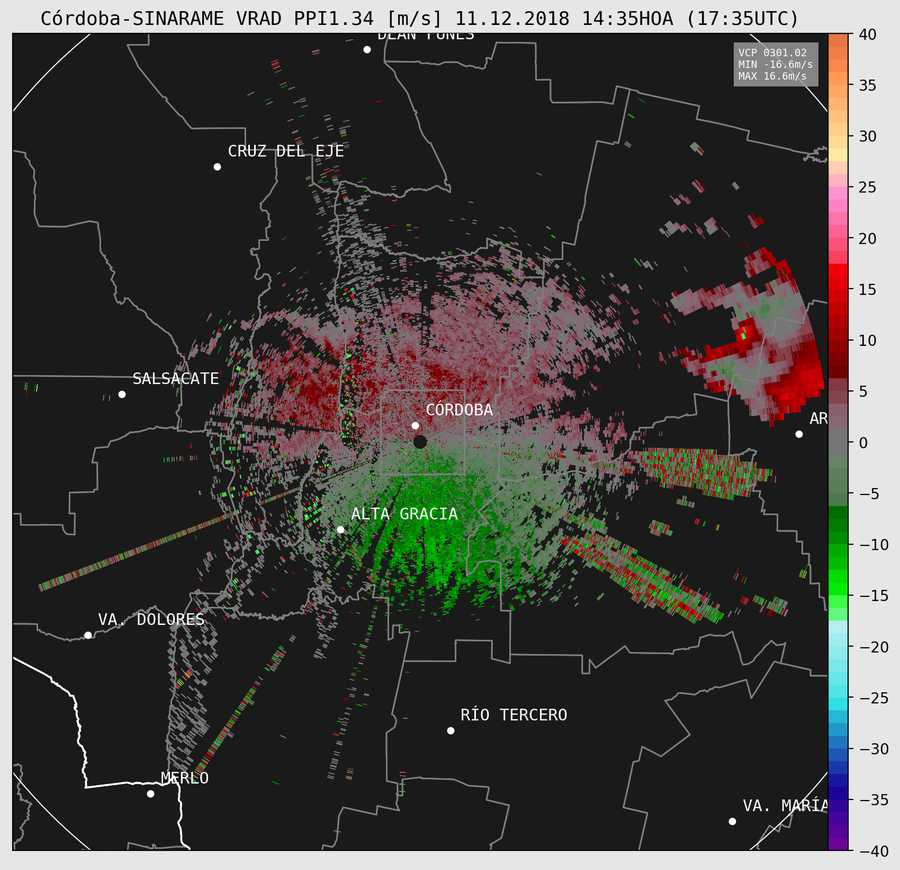 Córdoba-SINARAME VRAD PPI1.34 [m/s] 11.12.2018 14:35HOA (17:35UTC)
DEÁN FUNES
VCP 0301.02
MIN -16.6m/s
MAX 16.6m/s
CRUZ DEL EJE
SALSACATE
CÓRDOBA
AR
ALTA GRACIA
VA. DOLORES
RÍO TERCERO
MERLO
VA. MARÍA
40
35
30
25
20
15
10
5
0
−5
−10
−15
−20
−25
−30
−35
−40